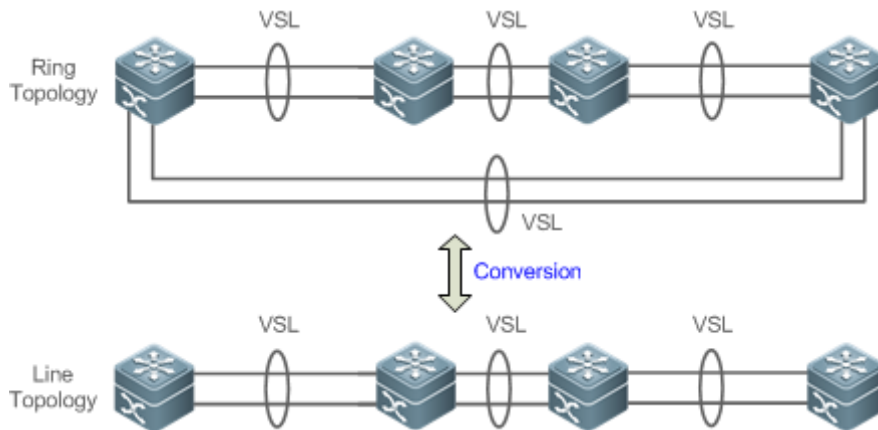 VSL VSL VSL
Ring
Topology
VSL
Conversion
VSL VSL VSL
Line
Topology